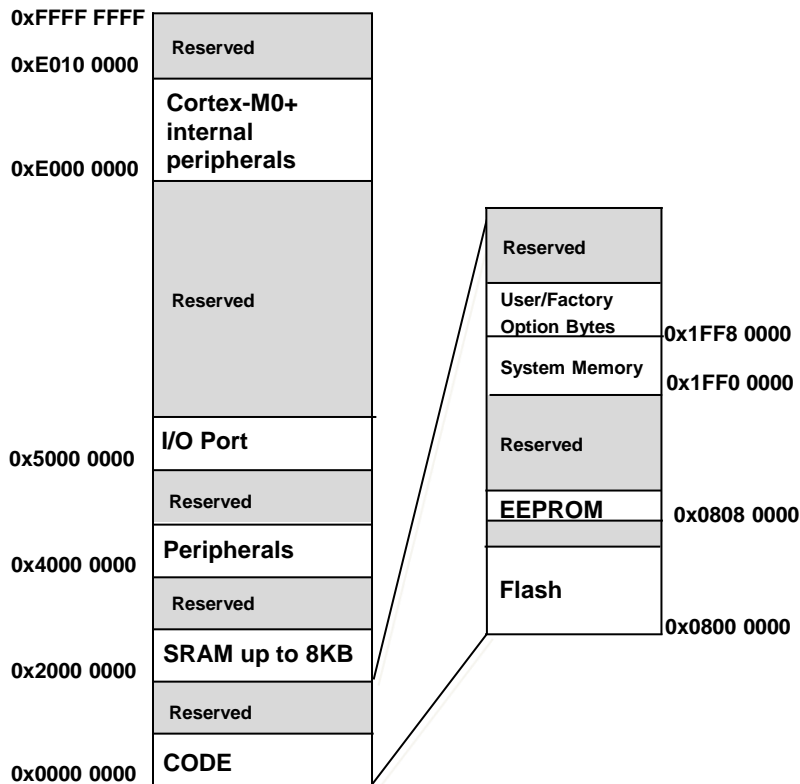 0xFFFF FFFF
Reserved
0xE010 0000
Cortex-M0+
internal
peripherals
0xE000 0000
Reserved
I/O Port
0x5000 0000
Reserved
Peripherals
0x4000 0000
Reserved
SRAM up to 8KB
0x2000 0000
Reserved
CODE
0x0000 0000
Reserved
User/Factory
Option Bytes
0x1FF8 0000
System Memory
0x1FF0 0000
Reserved
EEPROM
0x0808 0000
Flash
0x0800 0000